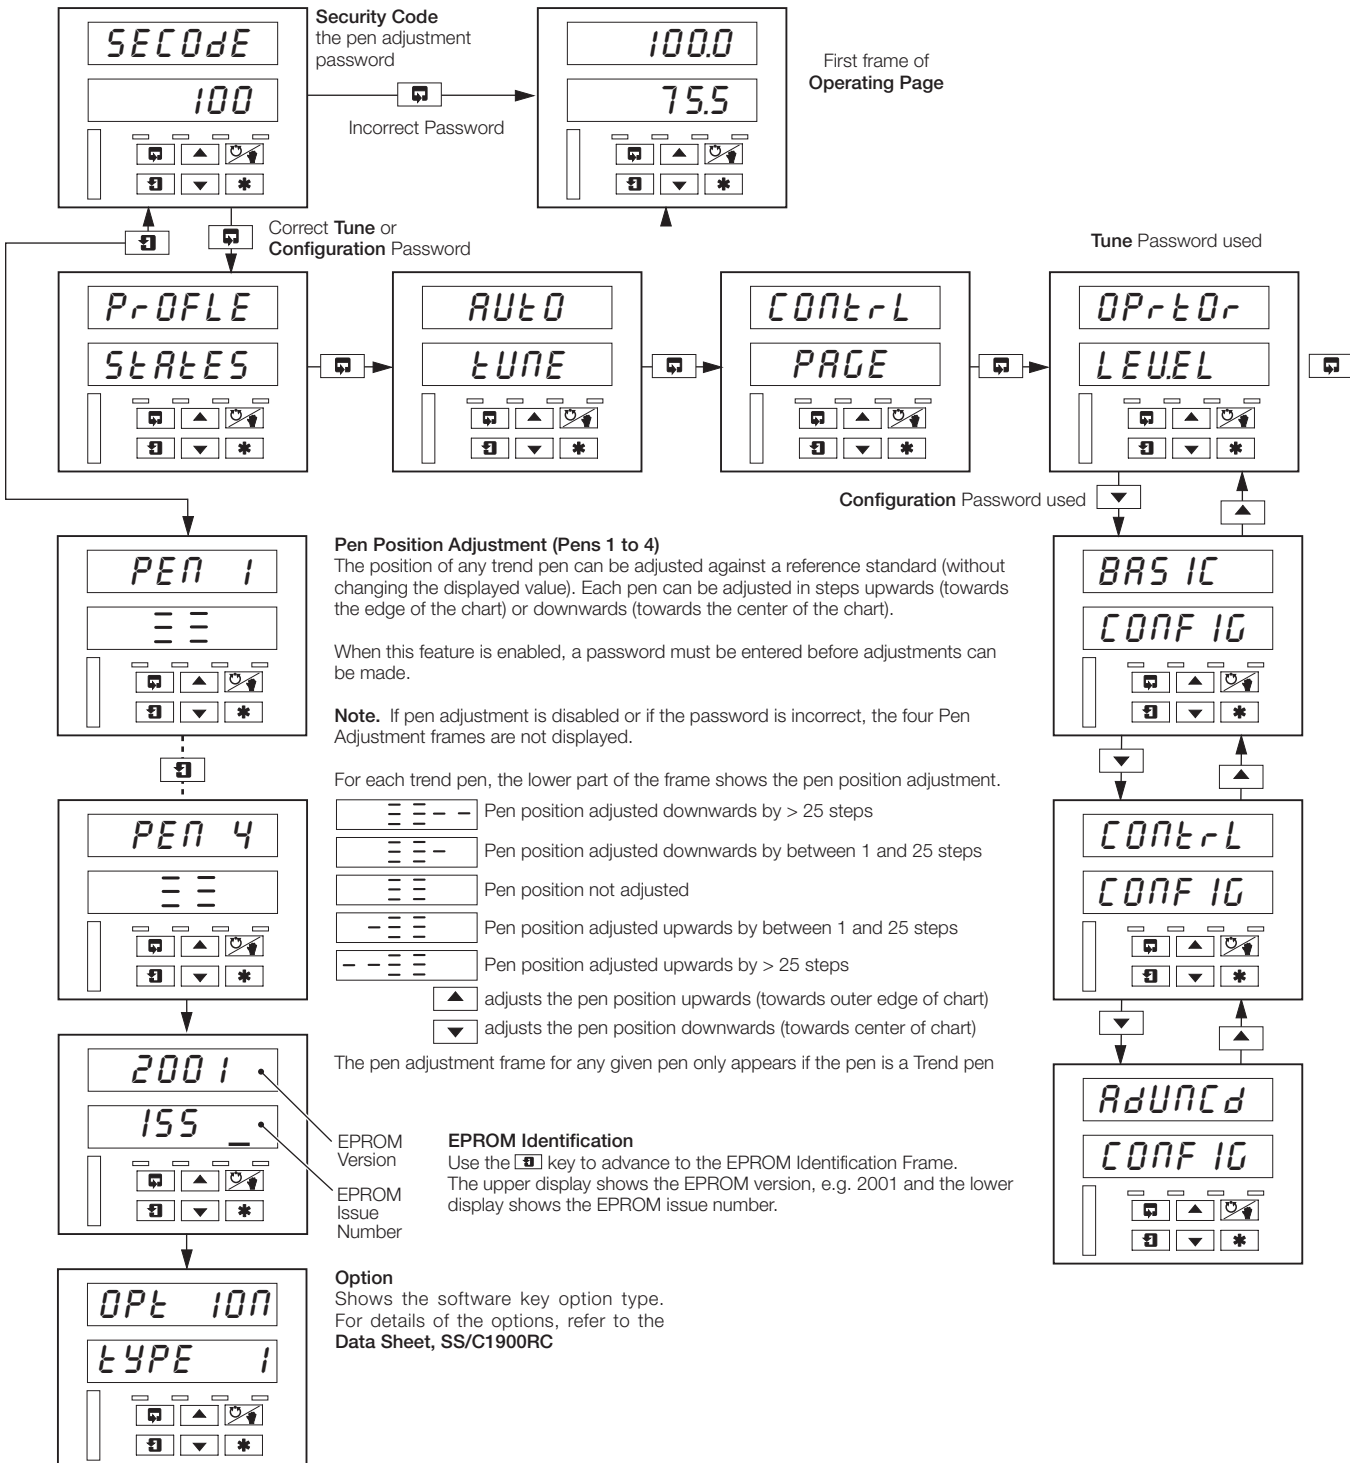 SECOdE
100
Security Code
the pen adjustment
password
Incorrect Password
100.0
75.5
First frame of
Operating Page
Correct Tune or
Configuration Password
Tune Password used
PrOFLE
StAtES
AUtO
tUNE
CONtrL
PAGE
OPrtOr
LEV.EL
Configuration Password used
PEN 1
Pen Position Adjustment (Pens 1 to 4)
The position of any trend pen can be adjusted against a reference standard (without
changing the displayed value). Each pen can be adjusted in steps upwards (towards
the edge of the chart) or downwards (towards the center of the chart).
When this feature is enabled, a password must be entered before adjustments can
be made.
Note. If pen adjustment is disabled or if the password is incorrect, the four Pen
Adjustment frames are not displayed.
For each trend pen, the lower part of the frame shows the pen position adjustment.
BASIC
CONFIG
PEN 4
Pen position adjusted downwards by > 25 steps
Pen position adjusted downwards by between 1 and 25 steps
Pen position not adjusted
Pen position adjusted upwards by between 1 and 25 steps
Pen position adjusted upwards by > 25 steps
adjusts the pen position upwards (towards outer edge of chart)
adjusts the pen position downwards (towards center of chart)
The pen adjustment frame for any given pen only appears if the pen is a Trend pen
CONtrL
CONFIG
2001
ISS _
EPROM
Version
EPROM
Issue
Number
EPROM Identification
Use the key to advance to the EPROM Identification Frame.
The upper display shows the EPROM version, e.g. 2001 and the lower
display shows the EPROM issue number.
AdVNCd
CONFIG
OPtION
tYPE 1
Option
Shows the software key option type.
For details of the options, refer to the
Data Sheet, SS/C1900RC